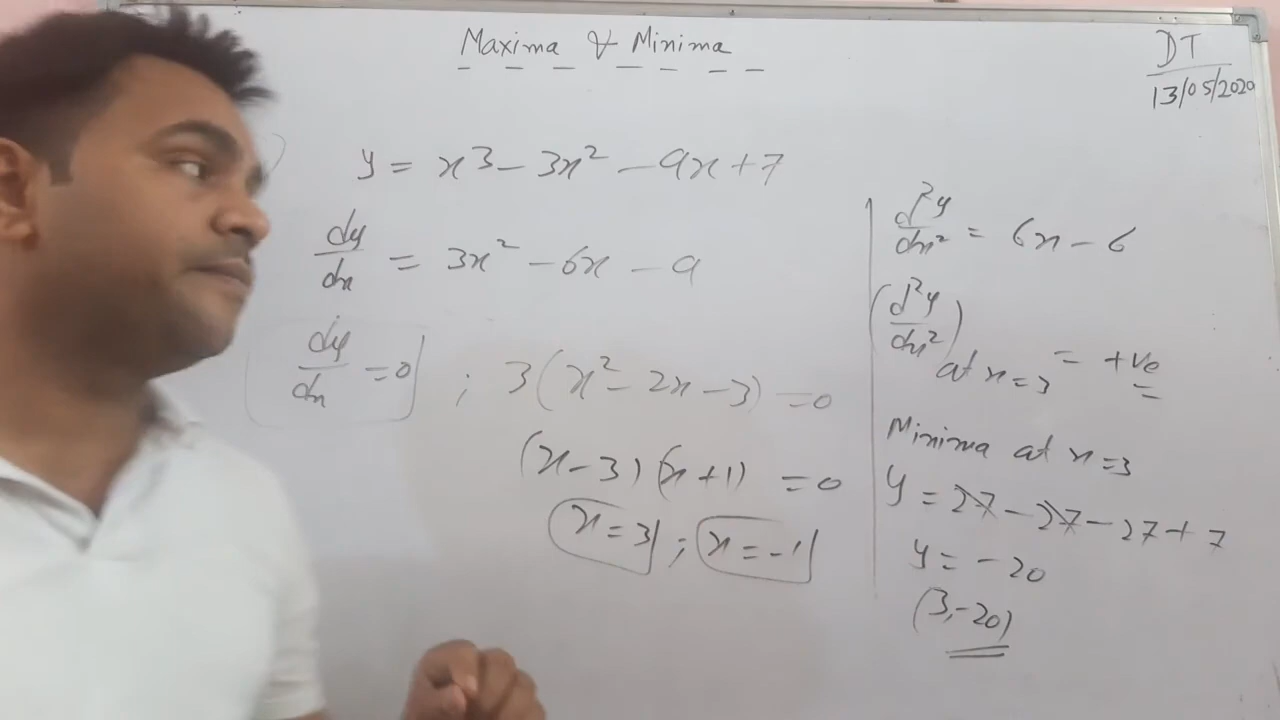 Maxima & Minima
DT
13/05/2020
y = x³ - 3x² - 9x + 7
dy/dx = 3x² - 6x - 9
dy/dx = 0 ; 3(x² - 2x - 3) = 0
(x - 3)(x + 1) = 0
x = 3 ; x = -1
d²y/dx² = 6x - 6
(d²y/dx²) at x = 3 = +ve
Minima at x = 3
y = 27 - 27 - 27 + 7
y = -20
(3, -20)